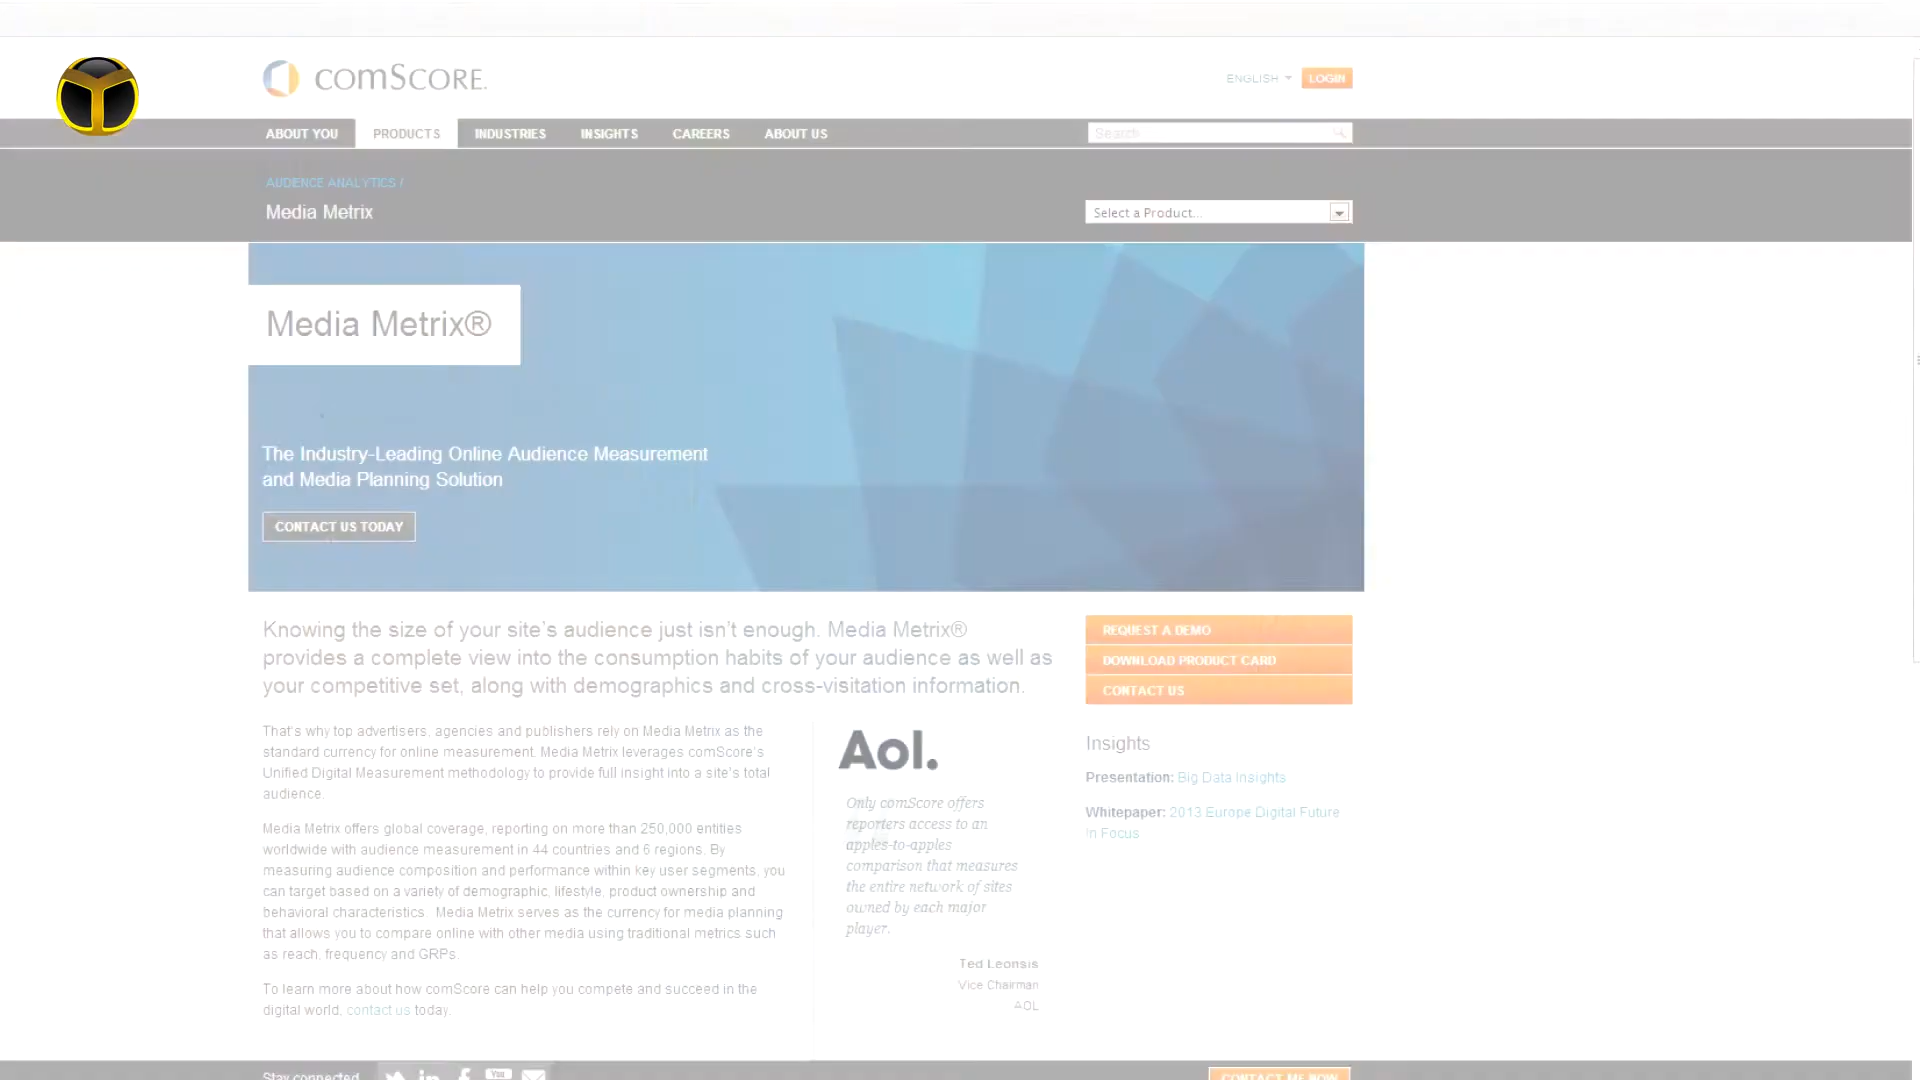 comScore.
ENGLISH
LOGIN
ABOUT YOU
PRODUCTS
INDUSTRIES
INSIGHTS
CAREERS
ABOUT US
Search
AUDIENCE ANALYTICS /
Media Metrix
Select a Product...
Media Metrix®
The Industry-Leading Online Audience Measurement
and Media Planning Solution
CONTACT US TODAY
Knowing the size of your site's audience just isn't enough. Media Metrix®
provides a complete view into the consumption habits of your audience as well as
your competitive set, along with demographics and cross-visitation information.
That's why top advertisers, agencies and publishers rely on Media Metrix as the
standard currency for online measurement. Media Metrix leverages comScore's
Unified Digital Measurement methodology to provide full insight into a site's total
audience.
Media Metrix offers global coverage, reporting on more than 250,000 entities
worldwide with audience measurement in 44 countries and 6 regions. By
measuring audience composition and performance within key user segments, you
can target based on a variety of demographic, lifestyle, product ownership and
behavioral characteristics. Media Metrix serves as the currency for media planning
that allows you to compare online with other media using traditional metrics such
as reach, frequency and GRPs.
To learn more about how comScore can help you compete and succeed in the
digital world, contact us today.
Aol.
Only comScore offers
reporters access to an
apples-to-apples
comparison that measures
the entire network of sites
owned by each major
player.
Ted Leonsis
Vice Chairman
AOL
REQUEST A DEMO
DOWNLOAD PRODUCT CARD
CONTACT US
Insights
Presentation: Big Data Insights
Whitepaper: 2013 Europe Digital Future
In Focus
Stay connected
You
CONTACT ME NOW